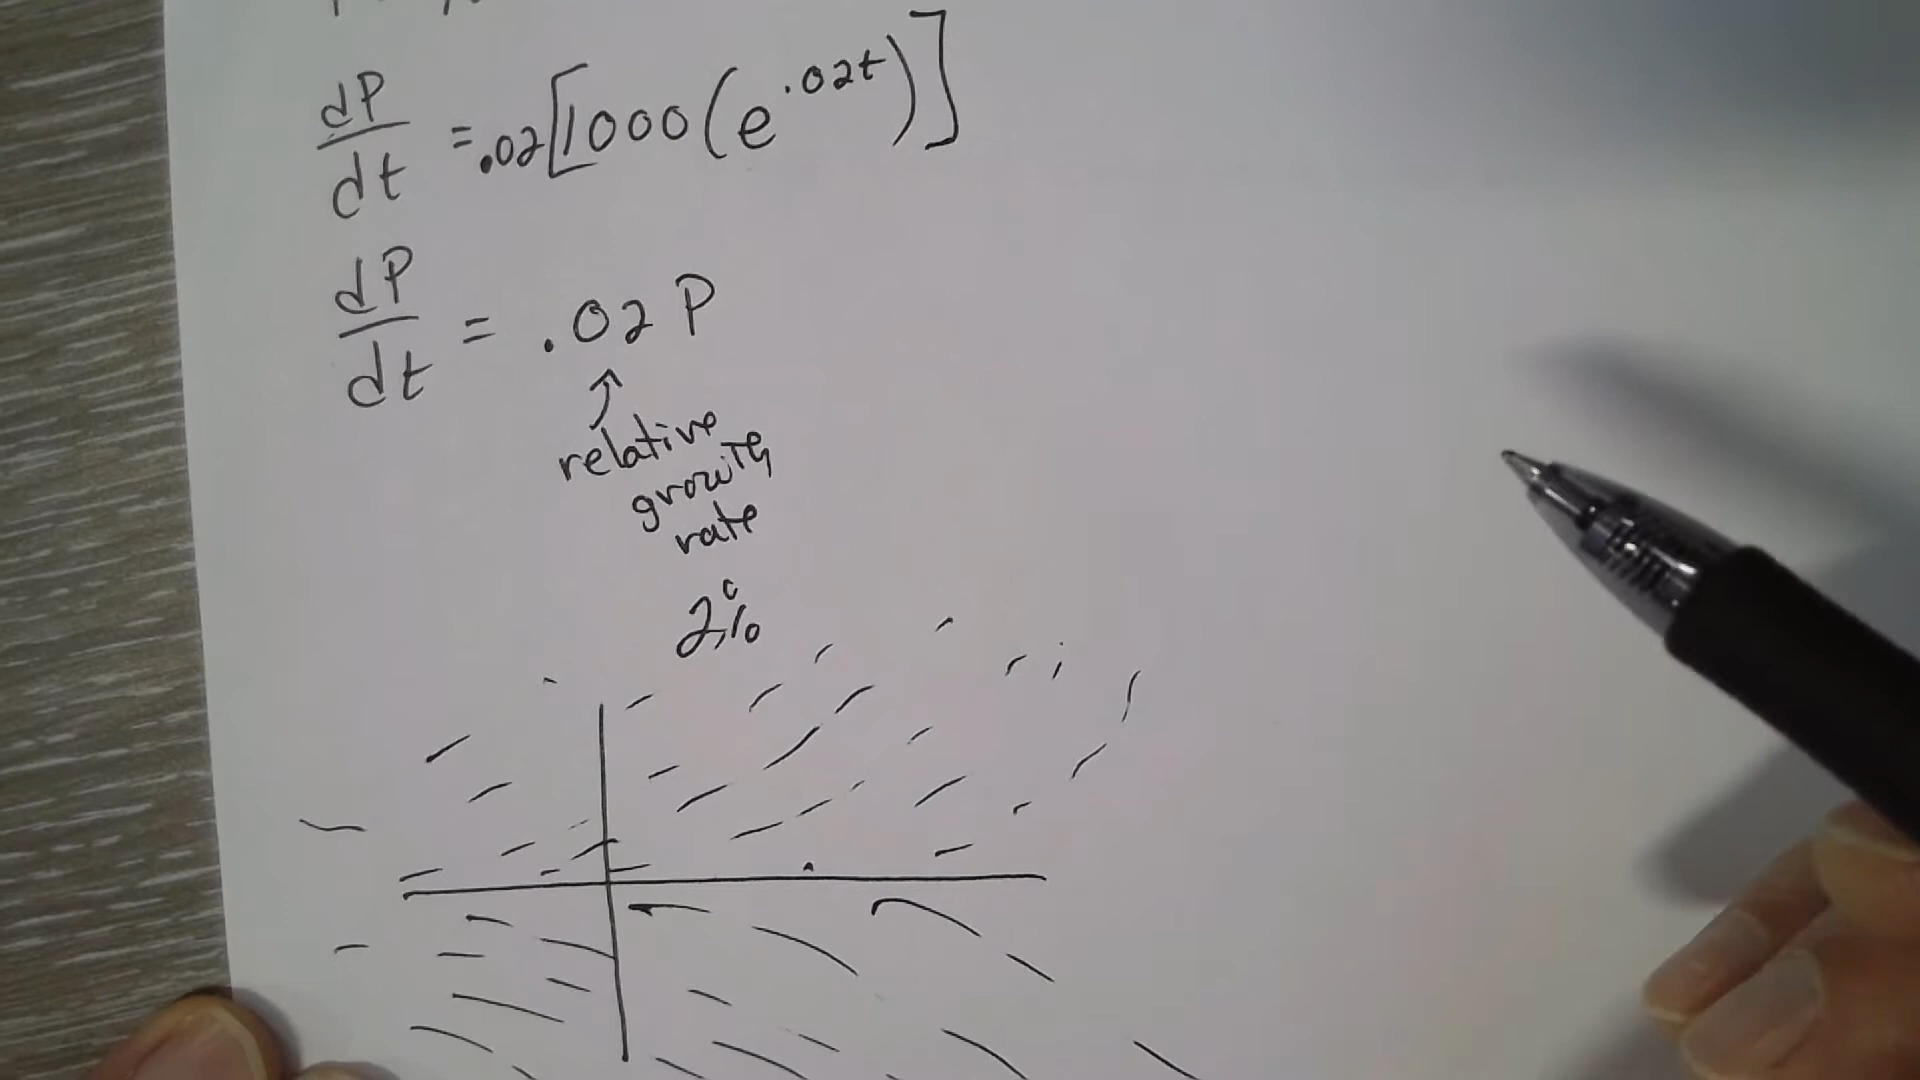 dP/dt = .02[1000(e^.02t)]
dP/dt = .02 P
↑
relative
growth
rate
2%